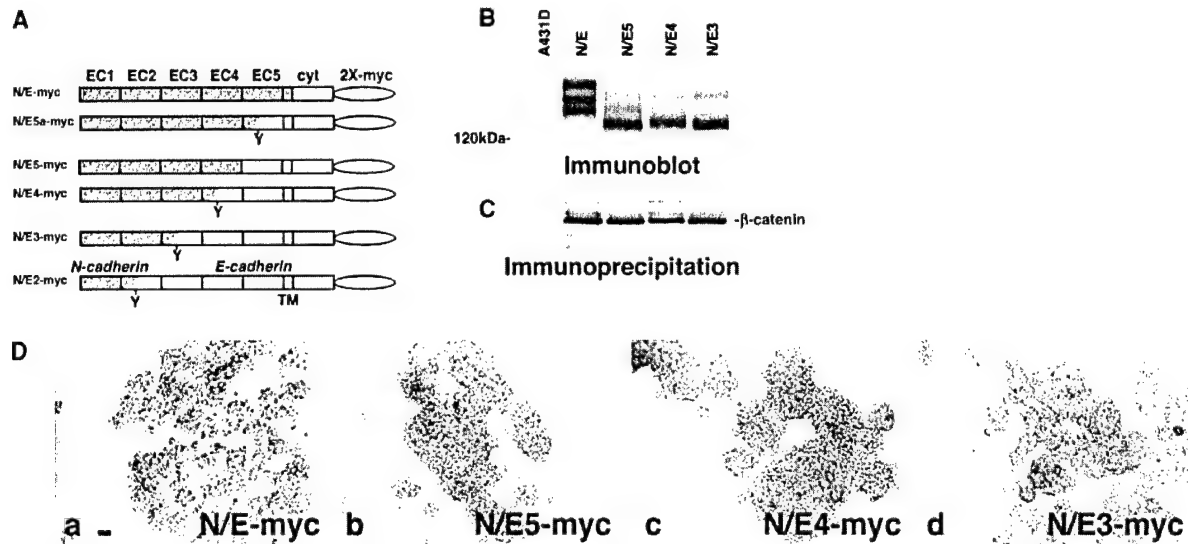 A
EC1 EC2 EC3 EC4 EC5 cyt 2X-myc
N/E-myc
N/E5a-myc
Y
N/E5-myc
N/E4-myc
Y
N/E3-myc
Y
N-cadherin E-cadherin
N/E2-myc
Y TM
B
A431D N/E N/E5 N/E4 N/E3
120kDa-
Immunoblot
C
-β-catenin
Immunoprecipitation
D
a N/E-myc b N/E5-myc c N/E4-myc d N/E3-myc